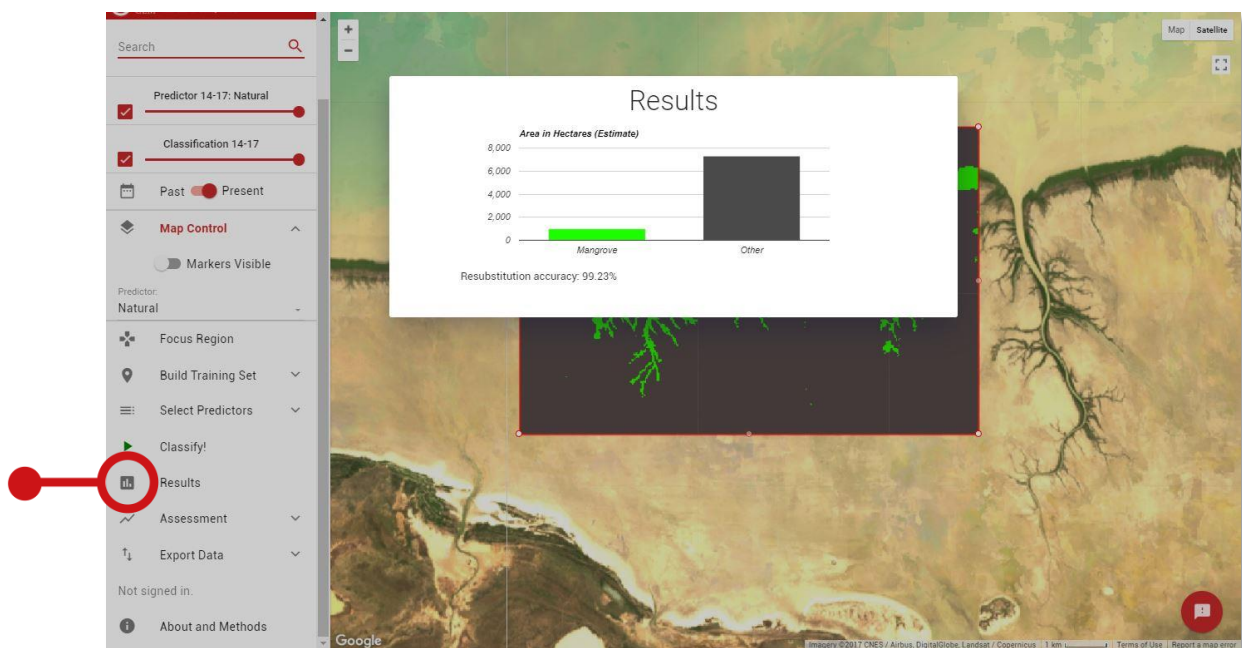 Search
Predictor 14-17: Natural
Classification 14-17
Past Present
Map Control
Markers Visible
Predictor:
Natural
Focus Region
Build Training Set
Select Predictors
Classify!
Results
Assessment
Export Data
Not signed in.
About and Methods
+
−
Map Satellite
Results
Area in Hectares (Estimate)
8,000
6,000
4,000
2,000
0
Mangrove Other
Resubstitution accuracy: 99.23%
Google
Imagery ©2017 CNES / Airbus, DigitalGlobe, Landsat / Copernicus 1 km Terms of Use Report a map error